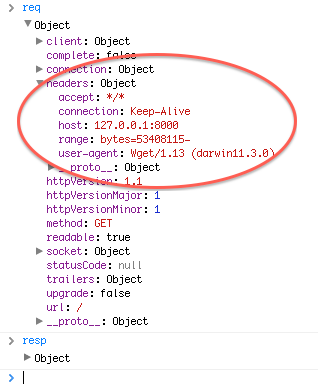 req
Object
client: Object
complete: false
connection: Object
headers: Object
accept: */*
connection: Keep-Alive
host: 127.0.0.1:8000
range: bytes=53408115-
user-agent: Wget/1.13 (darwin11.3.0)
__proto__: Object
httpVersion: 1.1
httpVersionMajor: 1
httpVersionMinor: 1
method: GET
readable: true
socket: Object
statusCode: null
trailers: Object
upgrade: false
url: /
__proto__: Object
resp
Object